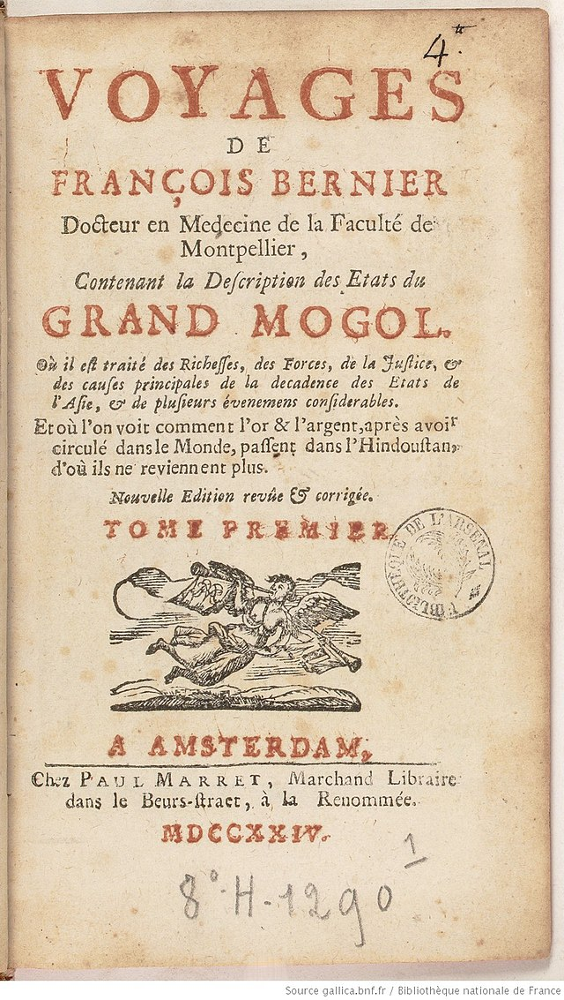 4.
VOYAGES
DE
FRANÇOIS BERNIER
Docteur en Medecine de la Faculté de
Montpellier,
Contenant la Deſcription des Etats du
GRAND MOGOL.
Où il eſt traité des Richeſſes, des Forces, de la Juſtice, &
des cauſes principales de la decadence des Etats de
l'Aſie, & de pluſieurs évenemens conſiderables.
Et où l'on voit comment l'or & l'argent, après avoir
circulé dans le Monde, paſſent dans l'Hindouſtan,
d'où ils ne reviennent plus.
Nouvelle Edition revûe & corrigée.
TOME PREMIER
BIBLIOTHÈQUE DE L'ARSENAL
A AMSTERDAM,
Chez PAUL MARRET, Marchand Libraire
dans le Beurs-ſtraet, à la Renommée.
MDCCXXIV.
8°. H. 1290 1
Source gallica.bnf.fr / Bibliothèque nationale de France